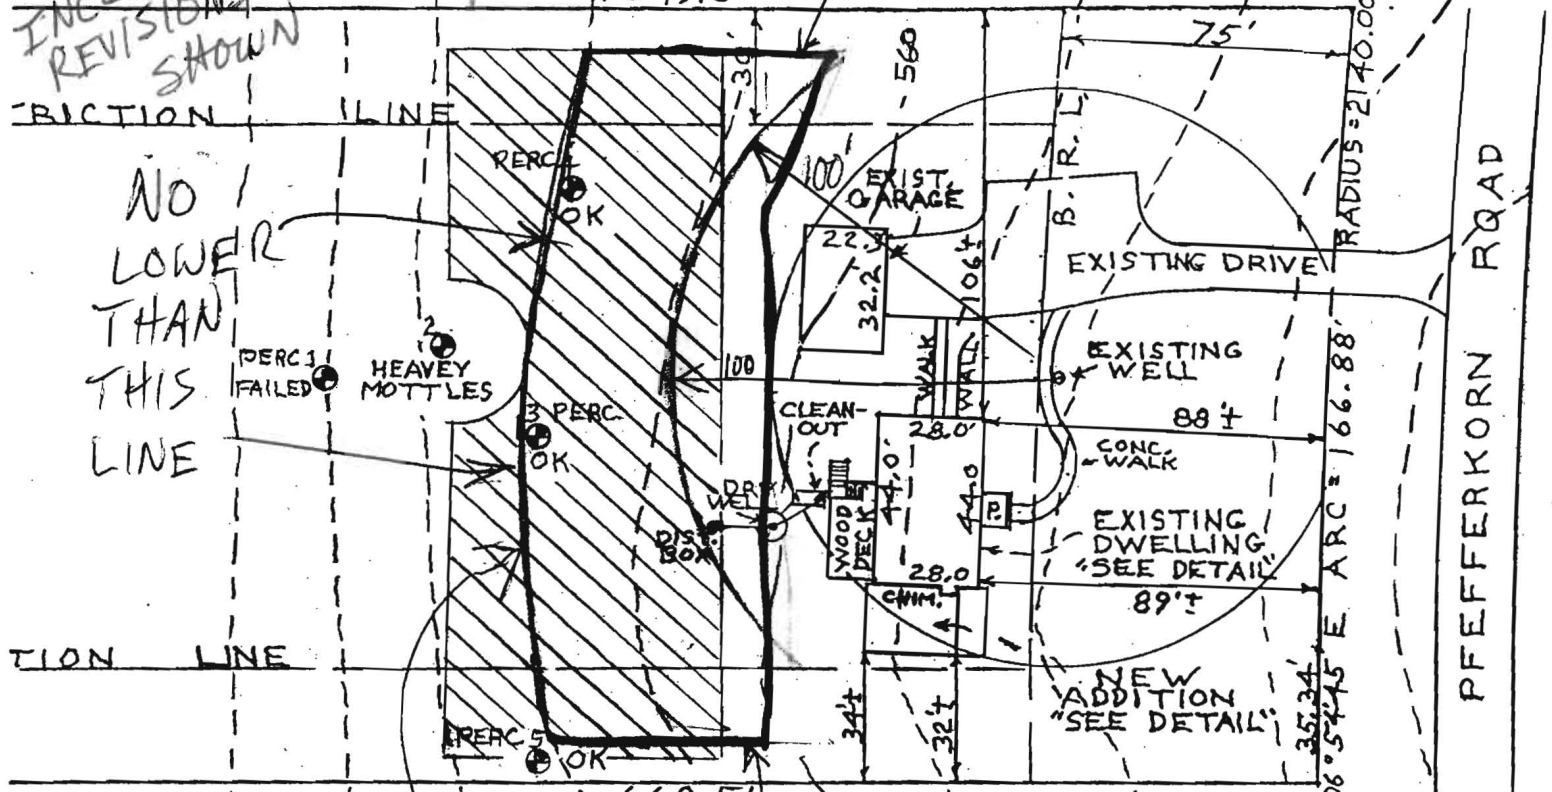 REVISIONS
SHOWN
RICTION LINE
NO
LOWER
THAN
THIS
LINE
PERC
OK
30'
560
75'
RADIUS=2140.00
B. R. L.
100'
EXIST.
GARAGE
22.3
32.2
106'±
EXISTING DRIVE
PFEFFERKORN ROAD
PERC 1
FAILED
2
HEAVEY
MOTTLES
3 PERC
OK
100
WALK
WALK
EXISTING
WELL
88'±
CLEAN-
OUT
28.0'
CONC.
WALK
44.0'
44.0
P.
DRY
WELL
DIST.
BOX
WOOD
DECK
EXISTING
DWELLING
"SEE DETAIL"
28.0
CHIM.
89'±
ARC = 166.88'
TION LINE
NEW
ADDITION
"SEE DETAIL"
34'±
32'±
35.34'
06°54'45 E
PERC 5
OK